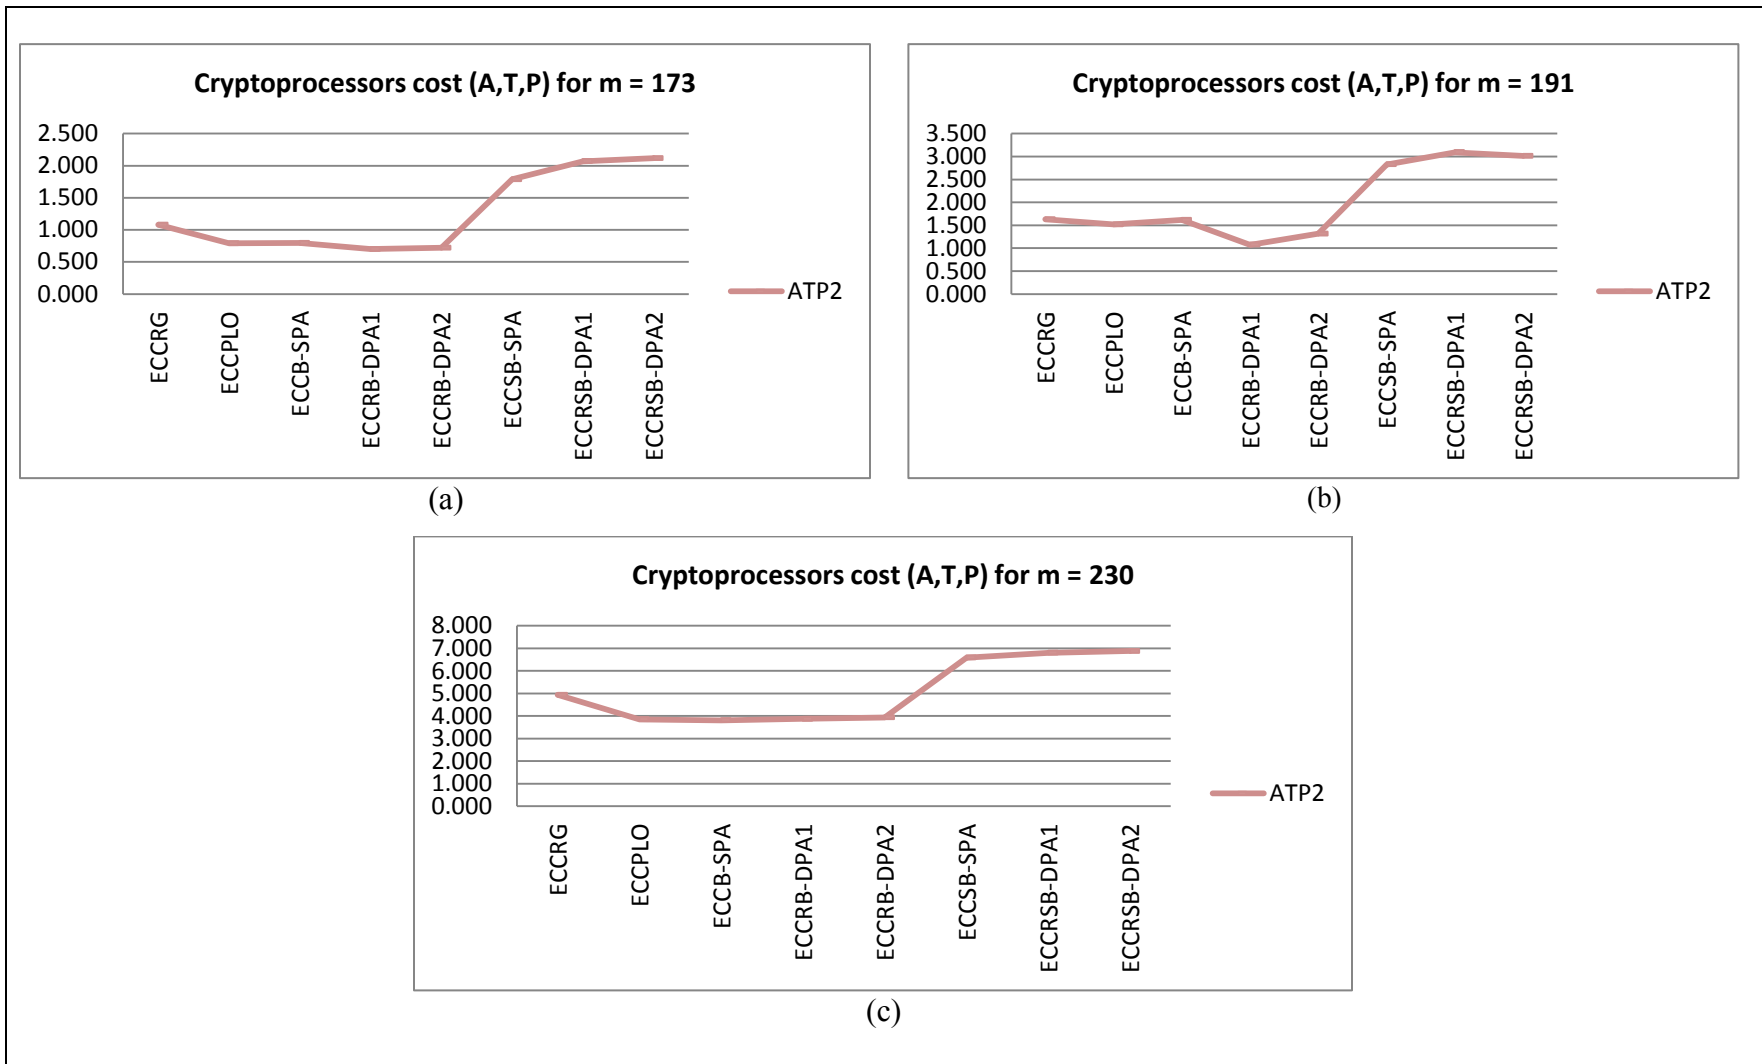 Cryptoprocessors cost (A,T,P) for m = 173
2.500
2.000
1.500
1.000
0.500
0.000
ATP2
ECCRG
ECCPLO
ECCB-SPA
ECCRB-DPA1
ECCRB-DPA2
ECCSB-SPA
ECCRSB-DPA1
ECCRSB-DPA2
(a)
Cryptoprocessors cost (A,T,P) for m = 191
3.500
3.000
2.500
2.000
1.500
1.000
0.500
0.000
ATP2
ECCRG
ECCPLO
ECCB-SPA
ECCRB-DPA1
ECCRB-DPA2
ECCSB-SPA
ECCRSB-DPA1
ECCRSB-DPA2
(b)
Cryptoprocessors cost (A,T,P) for m = 230
8.000
7.000
6.000
5.000
4.000
3.000
2.000
1.000
0.000
ATP2
ECCRG
ECCPLO
ECCB-SPA
ECCRB-DPA1
ECCRB-DPA2
ECCSB-SPA
ECCRSB-DPA1
ECCRSB-DPA2
(c)